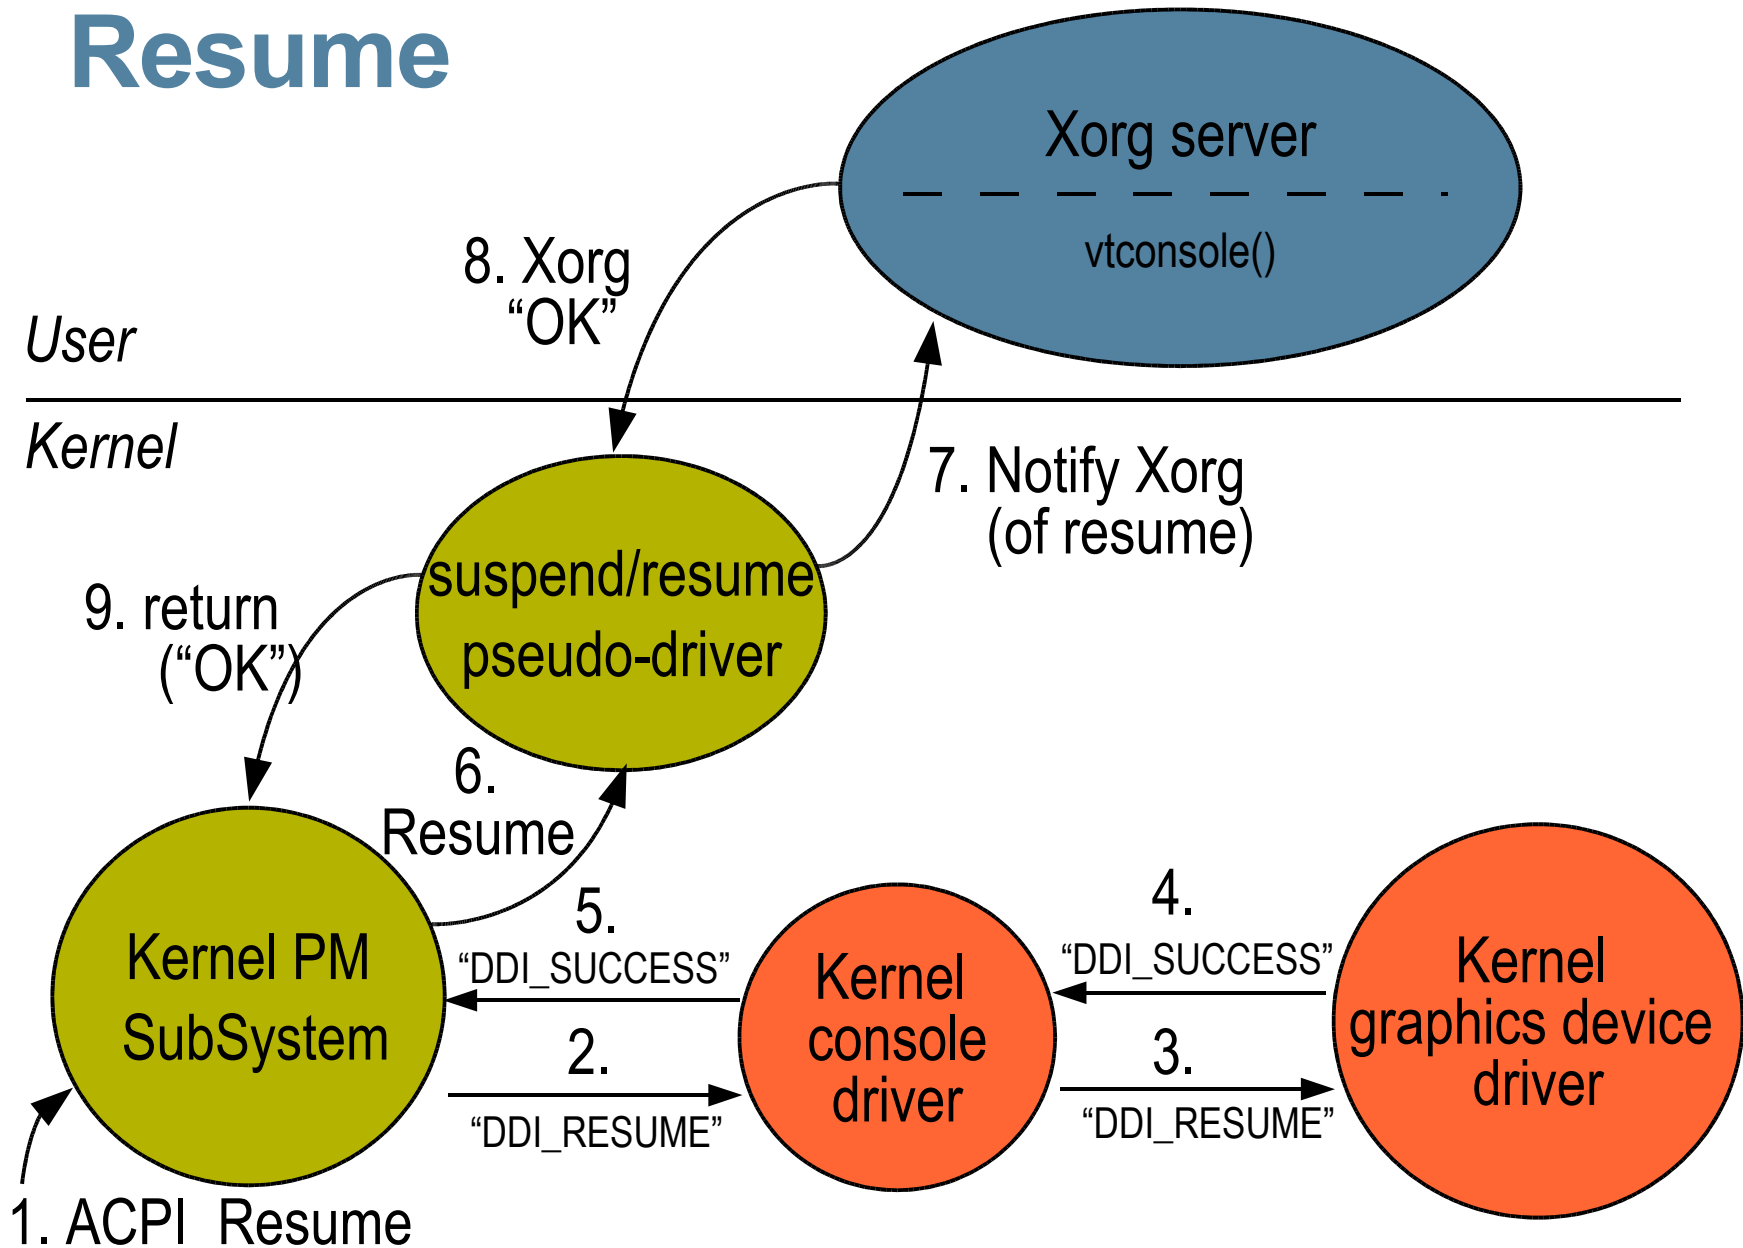 Resume
Xorg server
vtconsole()
8. Xorg
“OK”
User
Kernel
7. Notify Xorg
(of resume)
suspend/resume
pseudo-driver
9. return
(“OK”)
6.
Resume
5.
“DDI_SUCCESS”
4.
“DDI_SUCCESS”
Kernel PM
SubSystem
Kernel
console
driver
Kernel
graphics device
driver
2.
“DDI_RESUME”
3.
“DDI_RESUME”
1. ACPI  Resume